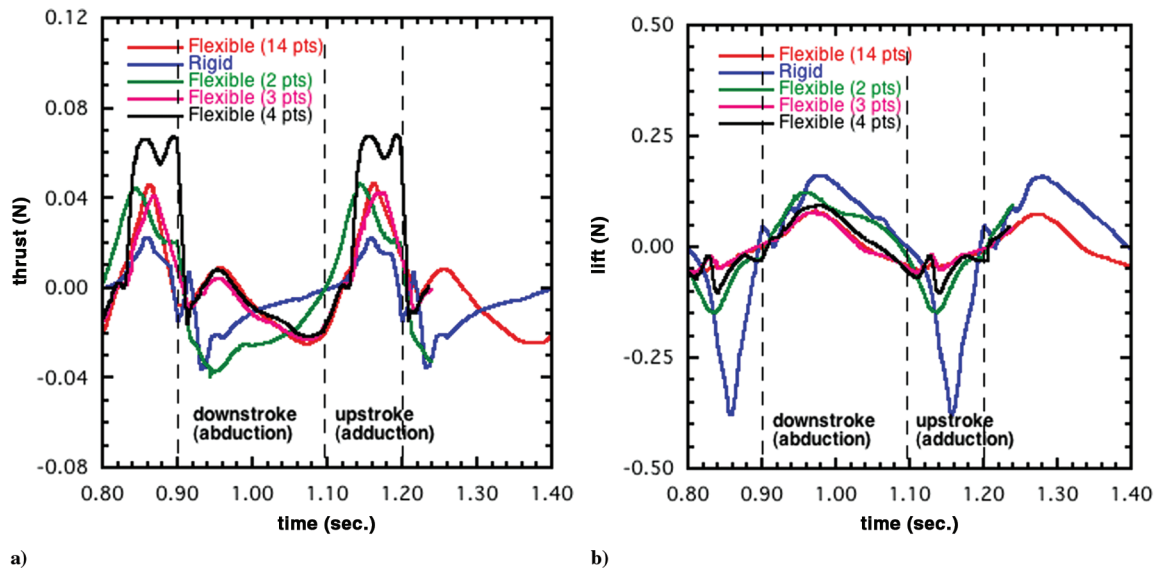 0.12
0.08
0.04
0.00
-0.04
-0.08
thrust (N)
Flexible (14 pts)
Rigid
Flexible (2 pts)
Flexible (3 pts)
Flexible (4 pts)
downstroke
(abduction)
upstroke
(adduction)
0.80 0.90 1.00 1.10 1.20 1.30 1.40
time (sec.)
a)
0.50
0.25
0.00
-0.25
-0.50
lift (N)
Flexible (14 pts)
Rigid
Flexible (2 pts)
Flexible (3 pts)
Flexible (4 pts)
downstroke
(abduction)
upstroke
(adduction)
0.80 0.90 1.00 1.10 1.20 1.30 1.40
time (sec.)
b)